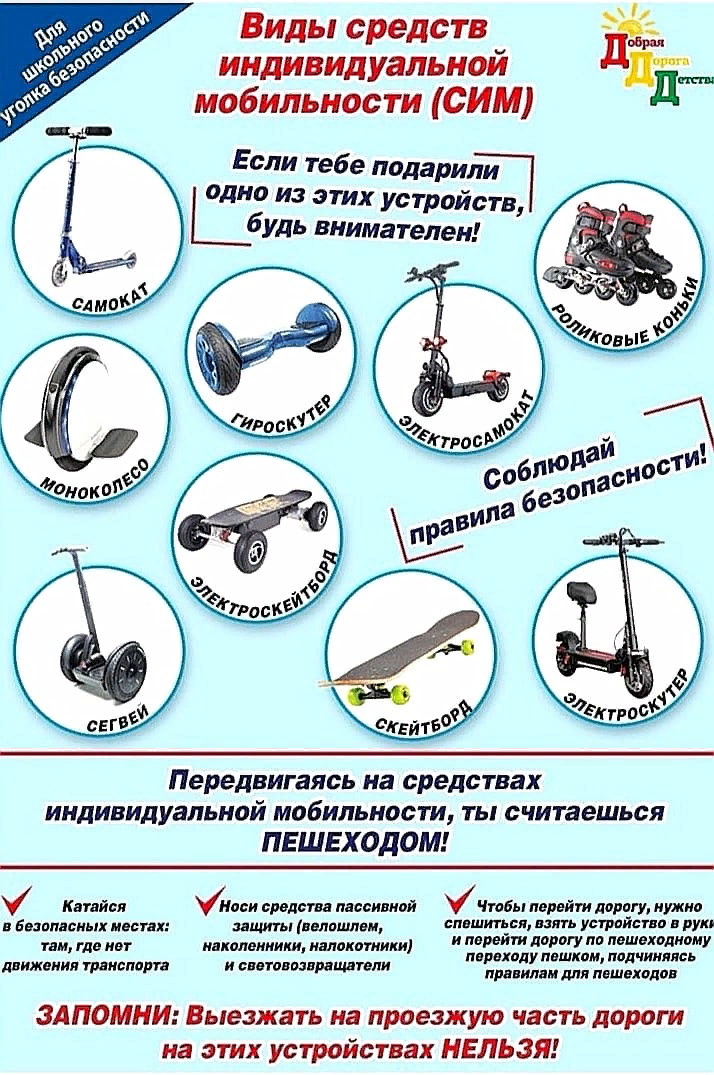 Для
школьного
уголка безопасности
Виды средств
индивидуальной
мобильности (СИМ)
Добрая
Дорога
Детства
Если тебе подарили
одно из этих устройств,
будь внимателен!
САМОКАТ
РОЛИКОВЫЕ КОНЬКИ
ГИРОСКУТЕР
ЭЛЕКТРОСАМОКАТ
МОНОКОЛЕСО
Соблюдай
правила безопасности!
ЭЛЕКТРОСКЕЙТБОРД
СЕГВЕЙ
СКЕЙТБОРД
ЭЛЕКТРОСКУТЕР
Передвигаясь на средствах
индивидуальной мобильности, ты считаешься
ПЕШЕХОДОМ!
Катайся
в безопасных местах:
там, где нет
движения транспорта
Носи средства пассивной
защиты (велошлем,
наколенники, налокотники)
и световозвращатели
Чтобы перейти дорогу, нужно
спешиться, взять устройство в руки
и перейти дорогу по пешеходному
переходу пешком, подчиняясь
правилам для пешеходов
ЗАПОМНИ: Выезжать на проезжую часть дороги
на этих устройствах НЕЛЬЗЯ!